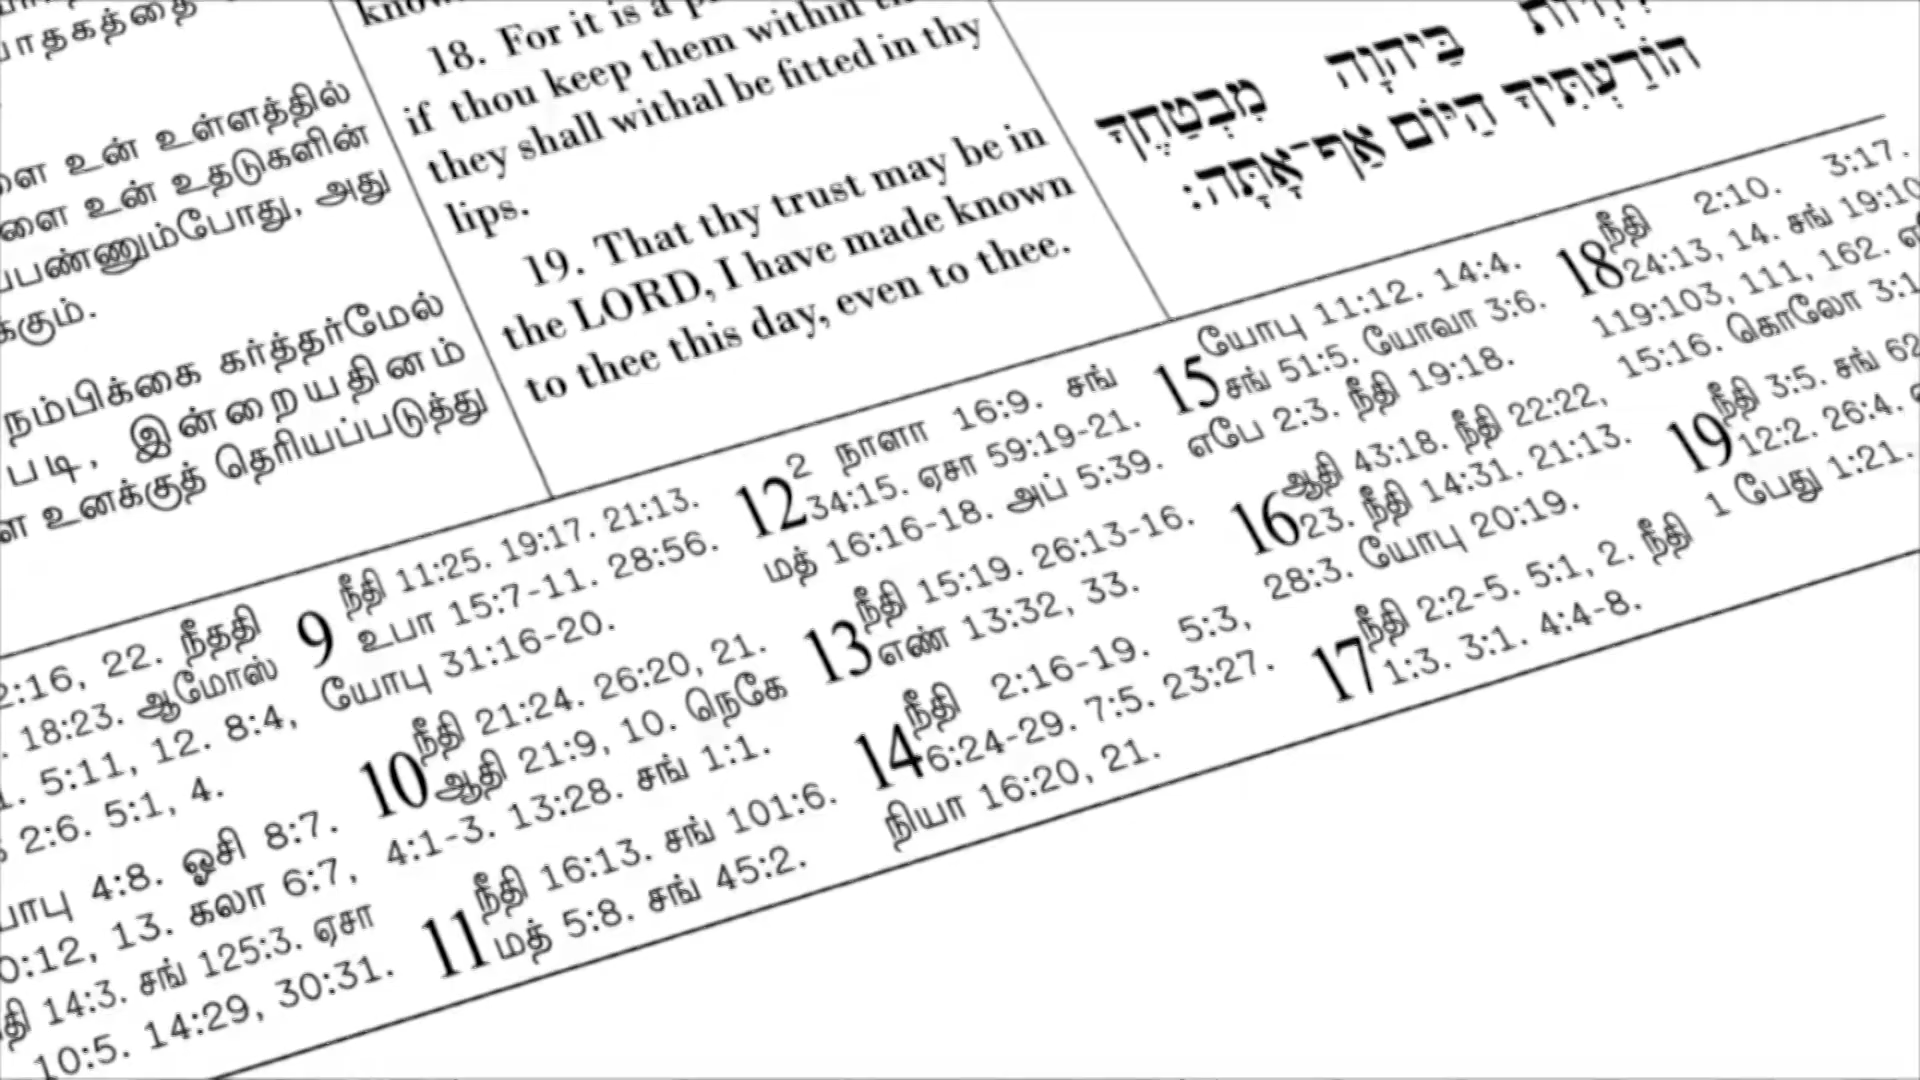 பாதகத்தை
உன் உள்ளத்தில்
உன் உதடுகளின்
அது
க்கும்.
நம்பிக்கை கர்த்தர்மேல்
படி, இன்றையதினம்
உனக்குத் தெரியப்படுத்து
18. For it is a
if thou keep them within
they shall withal be fitted in thy
lips.
19. That thy trust may be in
the LORD, I have made known
to thee this day, even to thee.
בַּיהוָה מִבְטַחֶךָ
הוֹדַעְתִּיךָ הַיּוֹם אַף־אָתָּה:
2:16, 22. நீததி
18:23. ஆமோஸ்
5:11, 12. 8:4,
2:6. 5:1, 4.
4:8. ஓசி 8:7.
0:12, 13. கலா 6:7,
14:3. சங் 125:3. ஏசா
10:5. 14:29, 30:31.
9 நீதி 11:25. 19:17. 21:13.
உபா 15:7-11. 28:56.
யோபு 31:16-20.
10 நீதி 21:24. 26:20, 21.
ஆதி 21:9, 10. நெகே
4:1-3. 13:28. சங் 1:1.
11 நீதி 16:13. சங் 101:6.
மத் 5:8. சங் 45:2.
12 2 நாளா 16:9. சங்
34:15. ஏசா 59:19-21.
மத் 16:16-18. அப் 5:39.
13 நீதி 15:19. 26:13-16.
எண் 13:32, 33.
14 நீதி 2:16-19. 5:3,
6:24-29. 7:5. 23:27.
நியா 16:20, 21.
15 யோபு 11:12. 14:4.
சங் 51:5. யோவா 3:6.
எபே 2:3. நீதி 19:18.
16 ஆதி 43:18. நீதி 22:22,
23. நீதி 14:31. 21:13.
28:3. யோபு 20:19.
17 நீதி 2:2-5. 5:1, 2. நீதி
1:3. 3:1. 4:4-8.
18 நீதி 2:10. 3:17.
24:13, 14. சங் 19:10
119:103, 111, 162.
15:16. கொலோ 3:1
19 நீதி 3:5. சங் 62
12:2. 26:4.
1 பேது 1:21.